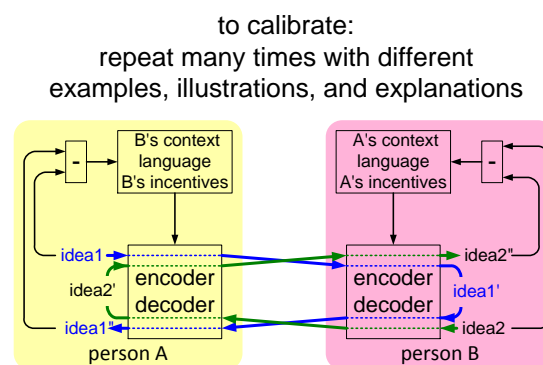 to calibrate:
repeat many times with different
examples, illustrations, and explanations
B's context
language
B's incentives
-
A's context
language
A's incentives
-
idea1
idea2'
idea1"
encoder
decoder
person A
encoder
decoder
idea2"
idea1'
idea2
person B